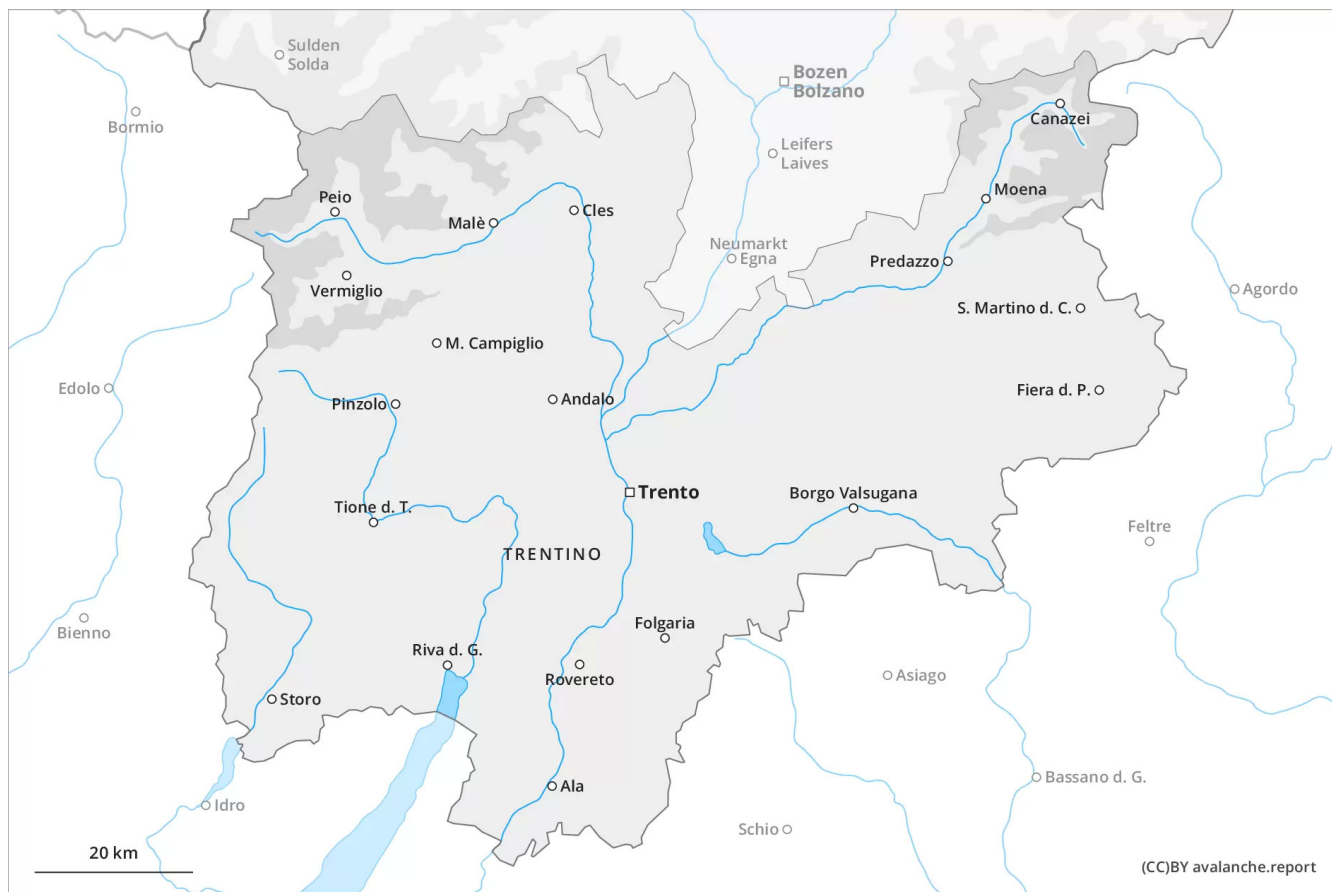 Sulden
Solda
Bozen
Bolzano
Bormio
Canazei
Leifers
Laives
Peio
Moena
Malè
Cles
Neumarkt
Egna
Predazzo
Vermiglio
Agordo
S. Martino d. C.
M. Campiglio
Edolo
Fiera d. P.
Pinzolo
Andalo
Trento
Borgo Valsugana
Tione d. T.
Feltre
TRENTINO
Bienno
Folgaria
Riva d. G.
Rovereto
Asiago
Storo
Bassano d. G.
Ala
Idro
Schio
20 km
(CC)BY avalanche.report